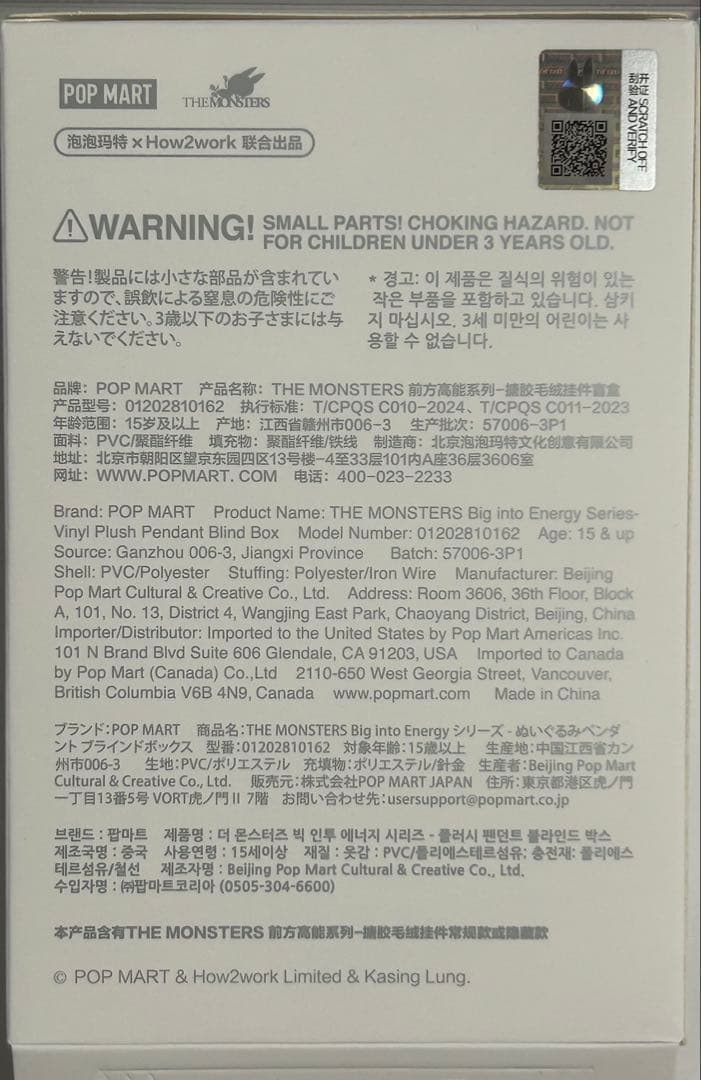 POP MART THE MONSTERS
泡泡玛特 × How2work 联合出品
开证 SCRATCH OFF
刮验 AND VERIFY
WARNING! SMALL PARTS! CHOKING HAZARD. NOT
FOR CHILDREN UNDER 3 YEARS OLD.
警告!製品には小さな部品が含まれてい
ますので、誤飲による窒息の危険性にご
注意ください。3歳以下のお子さまには与
えないでください。
* 경고: 이 제품은 질식의 위험이 있는
작은 부품을 포함하고 있습니다. 삼키
지 마십시오. 3세 미만의 어린이는 사
용할 수 없습니다.
品牌：POP MART 产品名称：THE MONSTERS 前方高能系列-搪胶毛绒挂件盲盒
产品型号：01202810162 执行标准：T/CPQS C010-2024、T/CPQS C011-2023
年龄范围：15岁及以上 产地：江西省赣州市006-3 生产批次：57006-3P1
面料：PVC/聚酯纤维 填充物：聚酯纤维/铁线 制造商：北京泡泡玛特文化创意有限公司
地址：北京市朝阳区望京东园四区13号楼-4至33层101内A座36层3606室
网址：WWW.POPMART.COM 电话：400-023-2233
Brand: POP MART Product Name: THE MONSTERS Big into Energy Series-
Vinyl Plush Pendant Blind Box Model Number: 01202810162 Age: 15 & up
Source: Ganzhou 006-3, Jiangxi Province Batch: 57006-3P1
Shell: PVC/Polyester Stuffing: Polyester/Iron Wire Manufacturer: Beijing
Pop Mart Cultural & Creative Co., Ltd. Address: Room 3606, 36th Floor, Block
A, 101, No. 13, District 4, Wangjing East Park, Chaoyang District, Beijing, China
Importer/Distributor: Imported to the United States by Pop Mart Americas Inc.
101 N Brand Blvd Suite 606 Glendale, CA 91203, USA Imported to Canada
by Pop Mart (Canada) Co.,Ltd 2110-650 West Georgia Street, Vancouver,
British Columbia V6B 4N9, Canada www.popmart.com Made in China
ブランド：POP MART 商品名：THE MONSTERS Big into Energy シリーズ - ぬいぐるみペンダ
ント ブラインドボックス 型番：01202810162 対象年齢：15歳以上 生産地：中国江西省カン
州市006-3 生地：PVC/ポリエステル 充填物：ポリエステル/針金 生産者：Beijing Pop Mart
Cultural & Creative Co., Ltd. 販売元：株式会社POP MART JAPAN 住所：東京都港区虎ノ門
一丁目13番5号 VORT虎ノ門Ⅱ 7階 お問い合わせ先：usersupport@popmart.co.jp
브랜드 : 팝마트 제품명 : 더 몬스터즈 빅 인투 에너지 시리즈 - 플러시 펜던트 블라인드 박스
제조국명 : 중국 사용연령 : 15세이상 재질 : 옷감 : PVC/폴리에스테르섬유; 충전재: 폴리에스
테르섬유/철선 제조자명 : Beijing Pop Mart Cultural & Creative Co., Ltd.
수입자명 : ㈜팝마트코리아 (0505-304-6600)
本产品含有THE MONSTERS 前方高能系列-搪胶毛绒挂件常规款或隐藏款
© POP MART & How2work Limited & Kasing Lung.